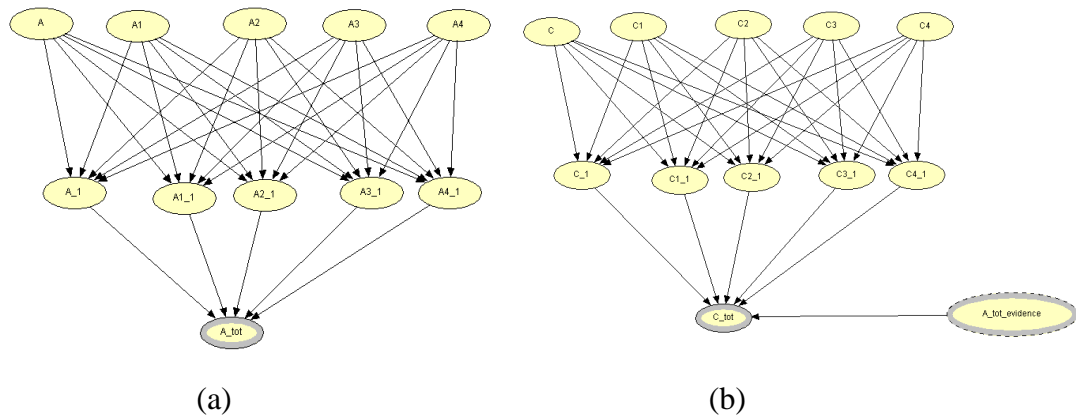 A A1 A2 A3 A4 C C1 C2 C3 C4
A_1 A1_1 A2_1 A3_1 A4_1 C_1 C1_1 C2_1 C3_1 C4_1
A_tot C_tot A_tot_evidence
(a) (b)